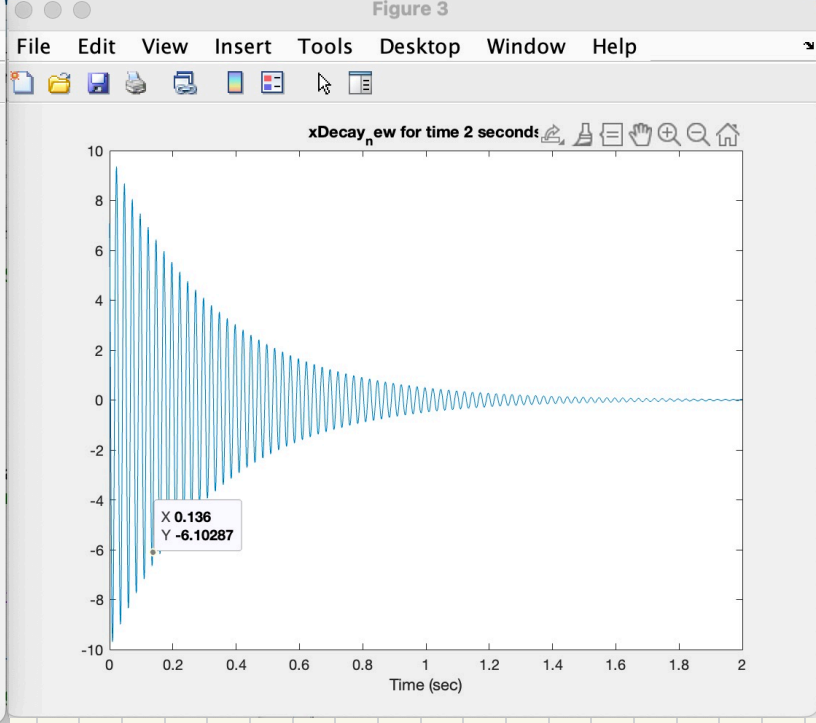 Figure 3
File Edit View Insert Tools Desktop Window Help
xDecay_new for time 2 seconds
10
8
6
4
2
0
-2
-4
-6
-8
-10
X 0.136
Y -6.10287
0 0.2 0.4 0.6 0.8 1 1.2 1.4 1.6 1.8 2
Time (sec)